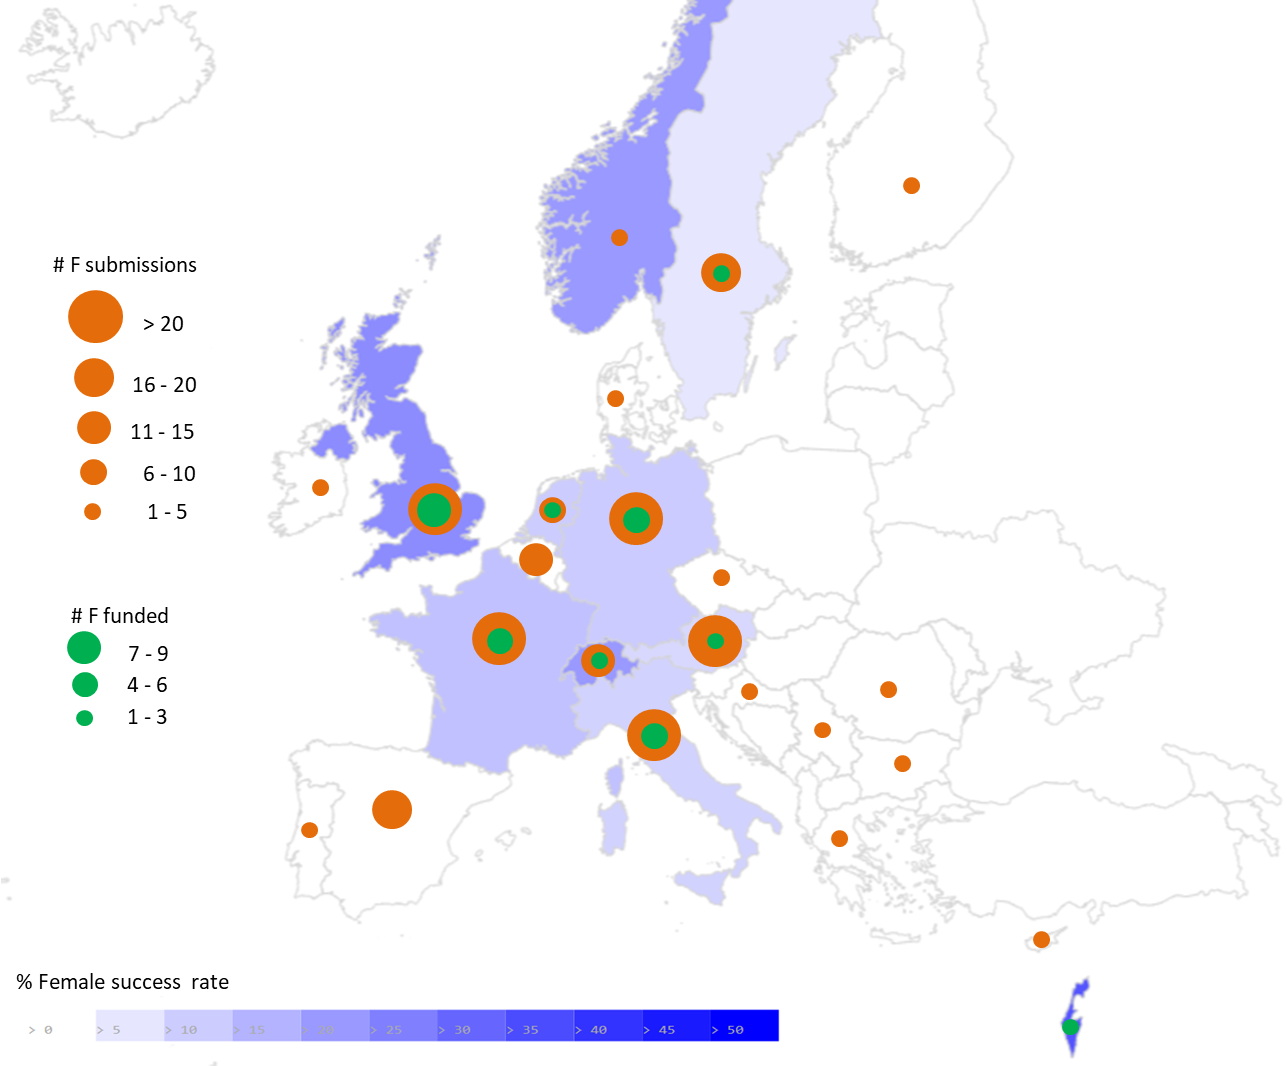 # F submissions
> 20
16 - 20
11 - 15
6 - 10
1 - 5
# F funded
7 - 9
4 - 6
1 - 3
% Female success rate
> 0 > 5 > 10 > 15 > 20 > 25 > 30 > 35 > 40 > 45 > 50